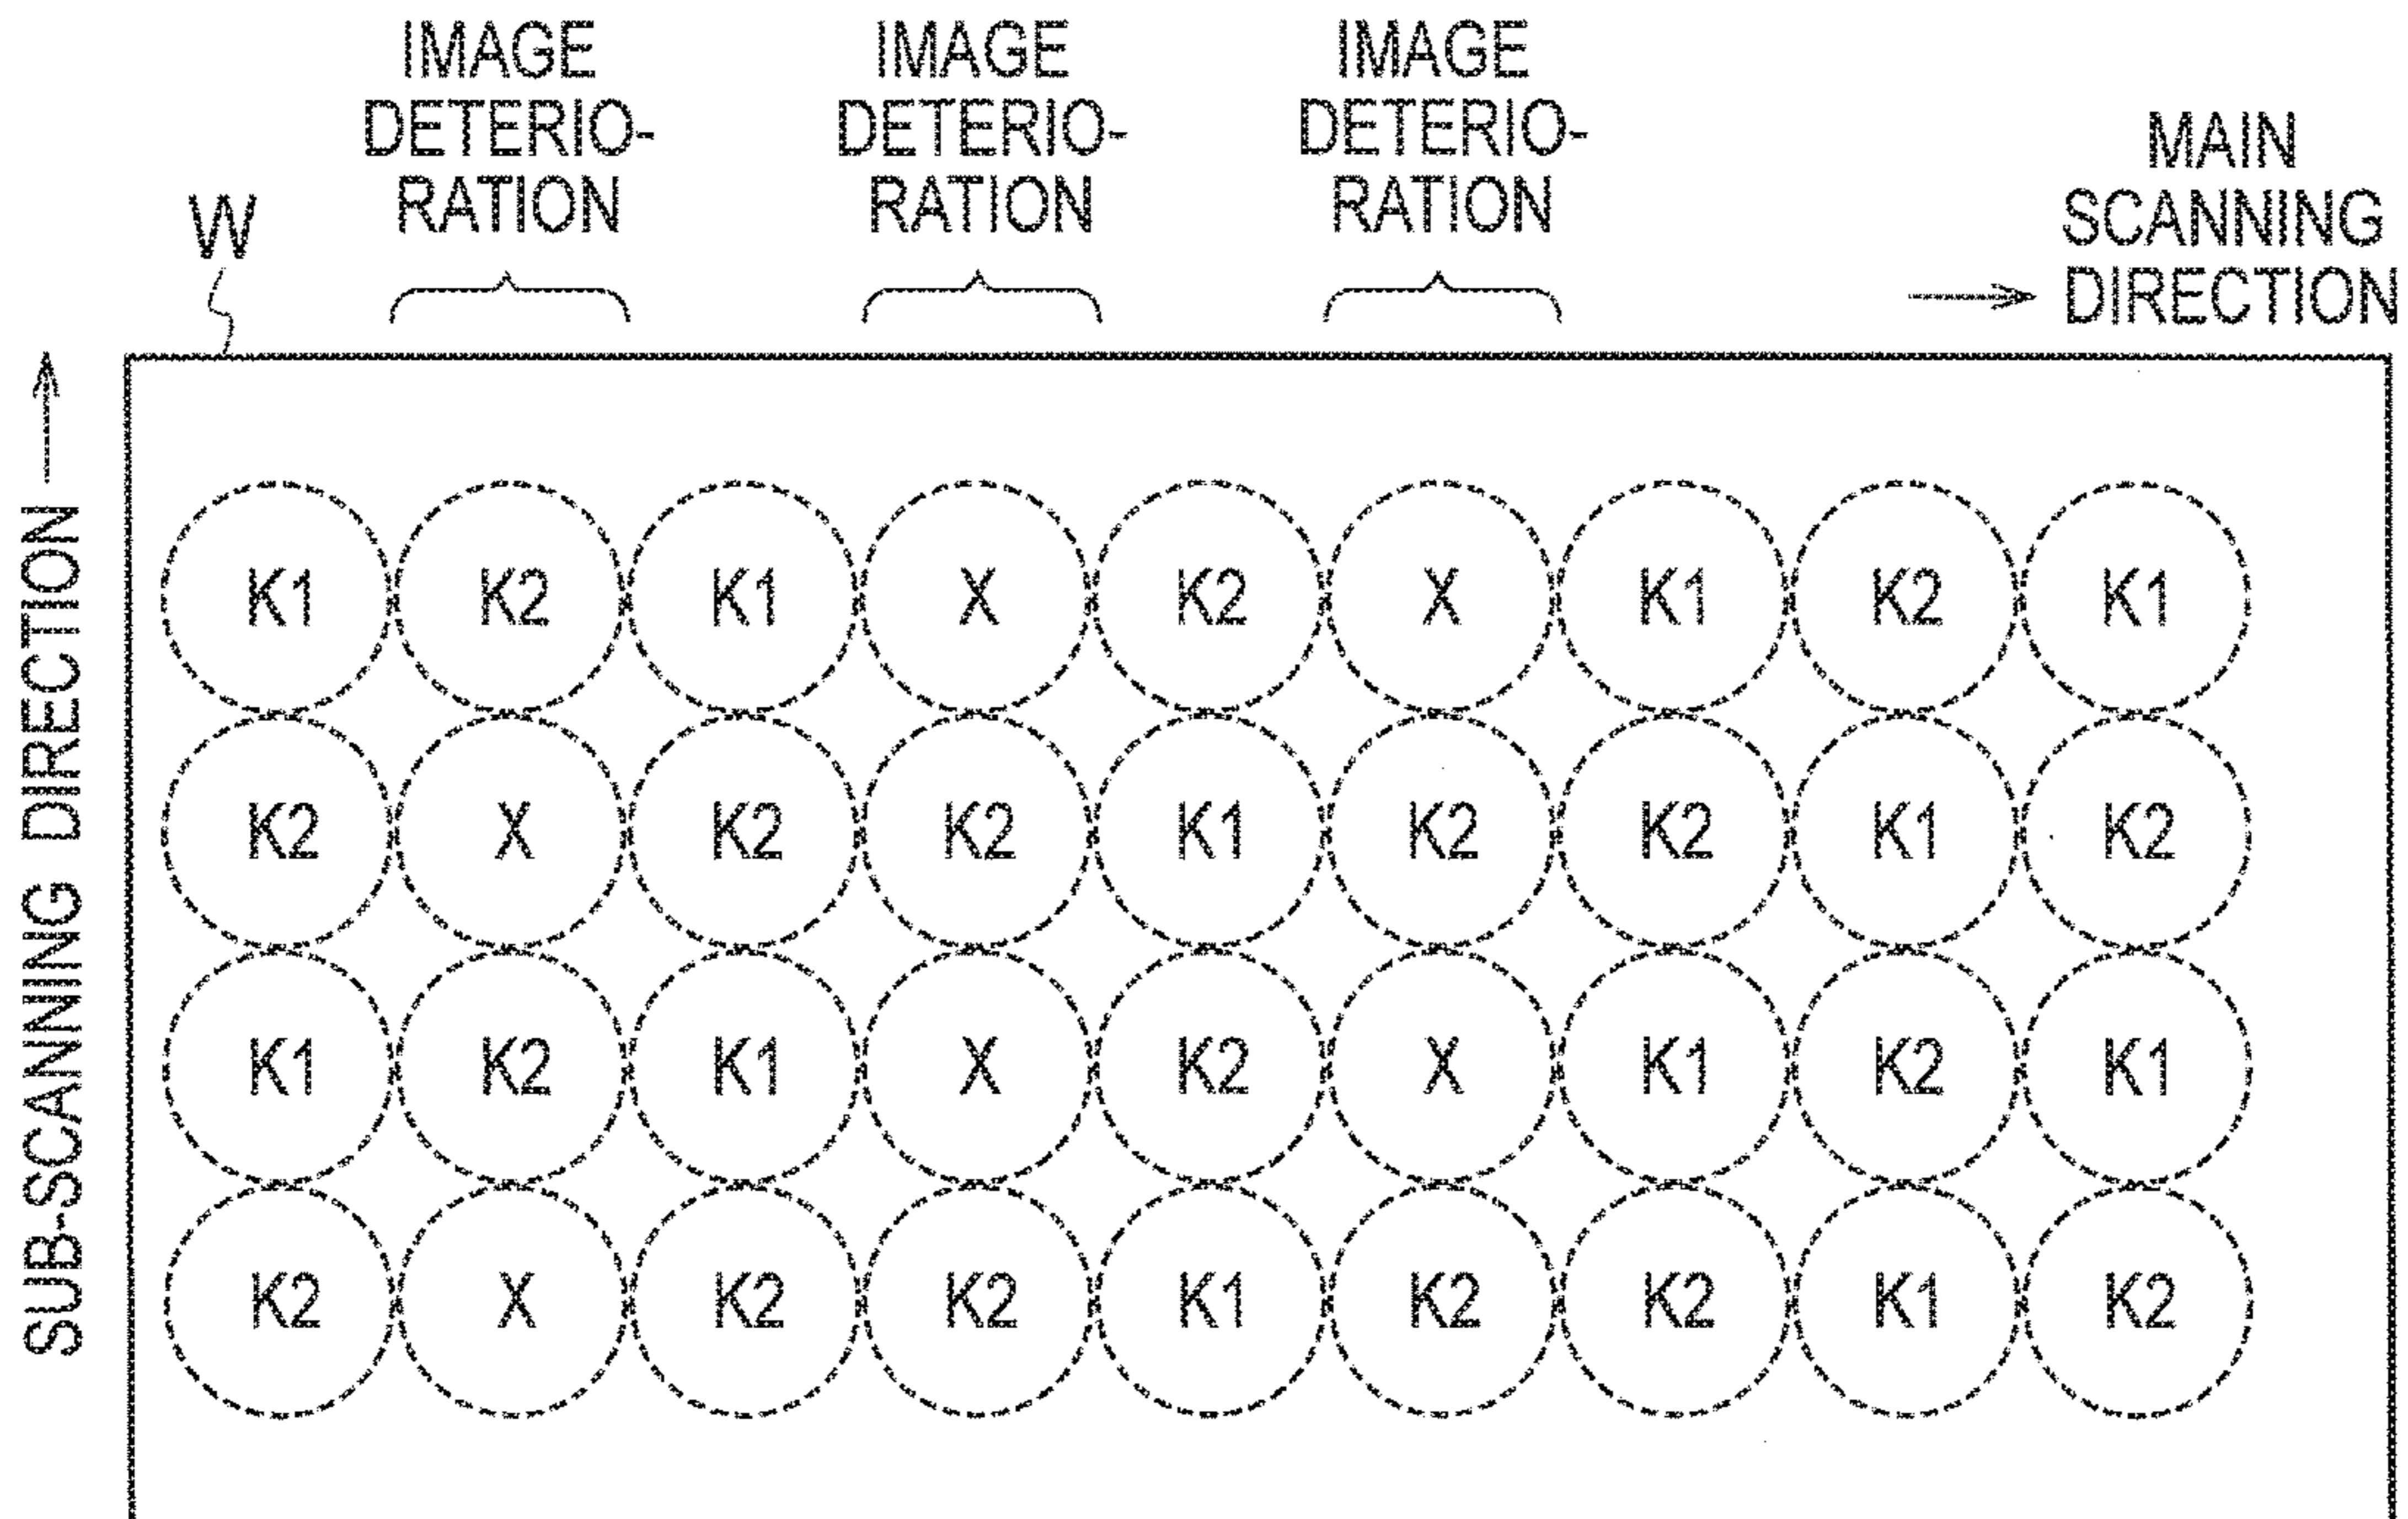 IMAGE
DETERIO-
RATION
IMAGE
DETERIO-
RATION
IMAGE
DETERIO-
RATION
MAIN
SCANNING
DIRECTION
W
SUB-SCANNING DIRECTION
K1 K2 K1 X K2 X K1 K2 K1
K2 X K2 K2 K1 K2 K2 K1 K2
K1 K2 K1 X K2 X K1 K2 K1
K2 X K2 K2 K1 K2 K2 K1 K2